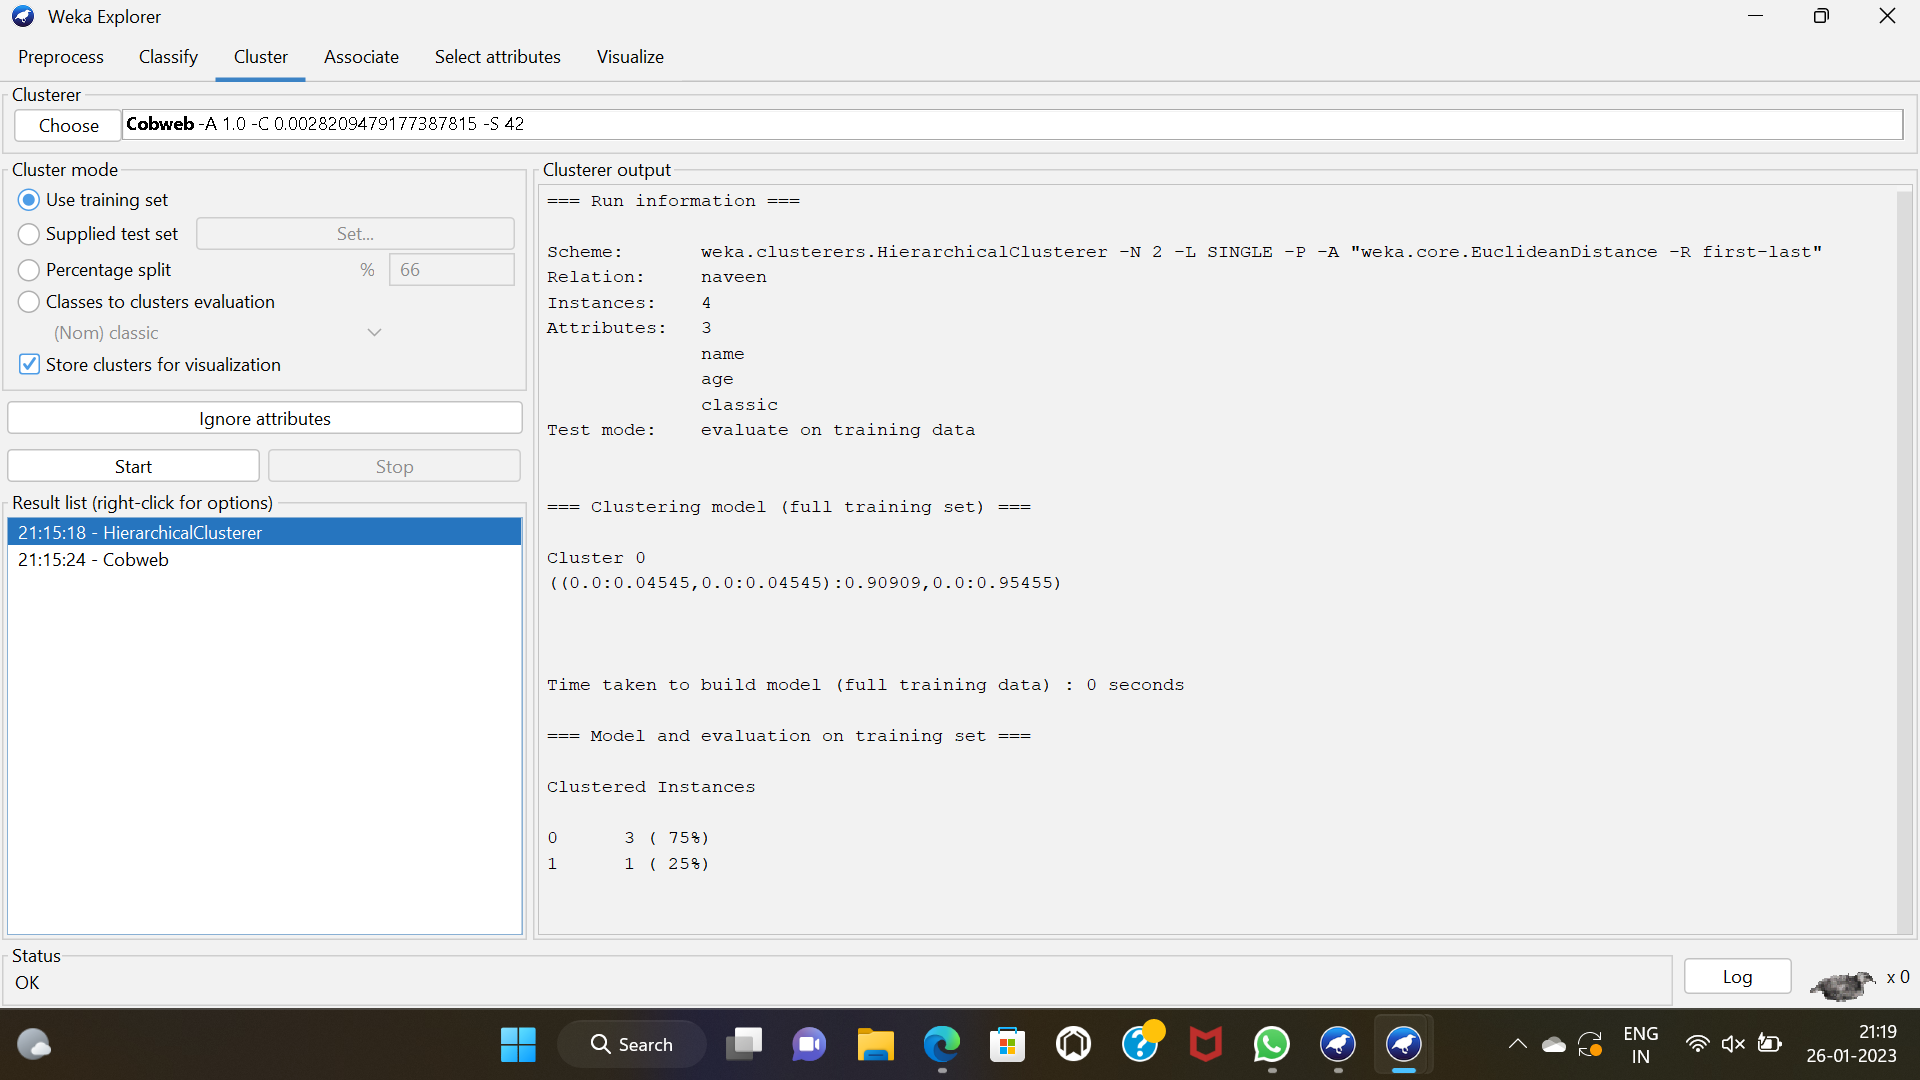 Weka Explorer
Preprocess Classify Cluster Associate Select attributes Visualize
Clusterer
Choose Cobweb -A 1.0 -C 0.0028209479177387815 -S 42
Cluster mode
Use training set
Supplied test set Set...
Percentage split % 66
Classes to clusters evaluation
(Nom) classic
Store clusters for visualization
Ignore attributes
Start Stop
Result list (right-click for options)
21:15:18 - HierarchicalClusterer
21:15:24 - Cobweb
Clusterer output
=== Run information ===
Scheme: weka.clusterers.HierarchicalClusterer -N 2 -L SINGLE -P -A "weka.core.EuclideanDistance -R first-last"
Relation: naveen
Instances: 4
Attributes: 3
name
age
classic
Test mode: evaluate on training data
=== Clustering model (full training set) ===
Cluster 0
((0.0:0.04545,0.0:0.04545):0.90909,0.0:0.95455)
Time taken to build model (full training data) : 0 seconds
=== Model and evaluation on training set ===
Clustered Instances
0 3 ( 75%)
1 1 ( 25%)
Status
OK
Log x 0
Search
ENG
IN
21:19
26-01-2023